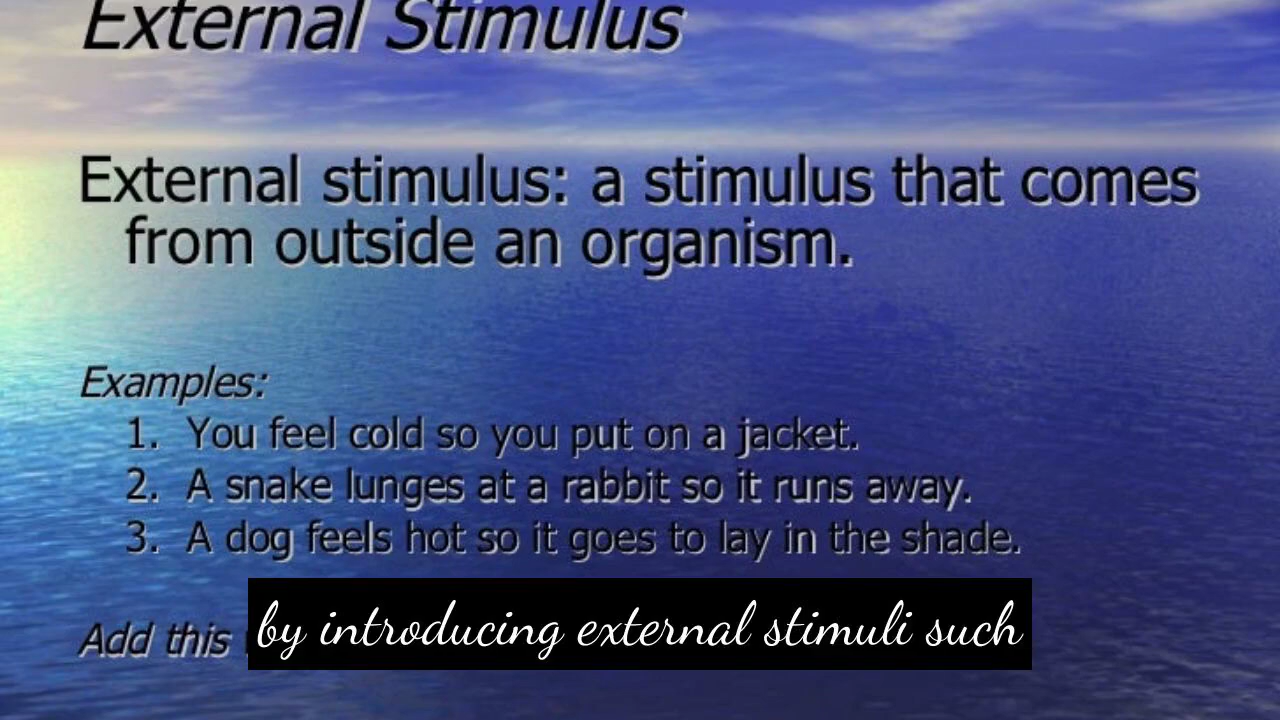 External Stimulus
External stimulus: a stimulus that comes
from outside an organism.
Examples:
1. You feel cold so you put on a jacket.
2. A snake lunges at a rabbit so it runs away.
3. A dog feels hot so it goes to lay in the shade.
Add this
by introducing external stimuli such